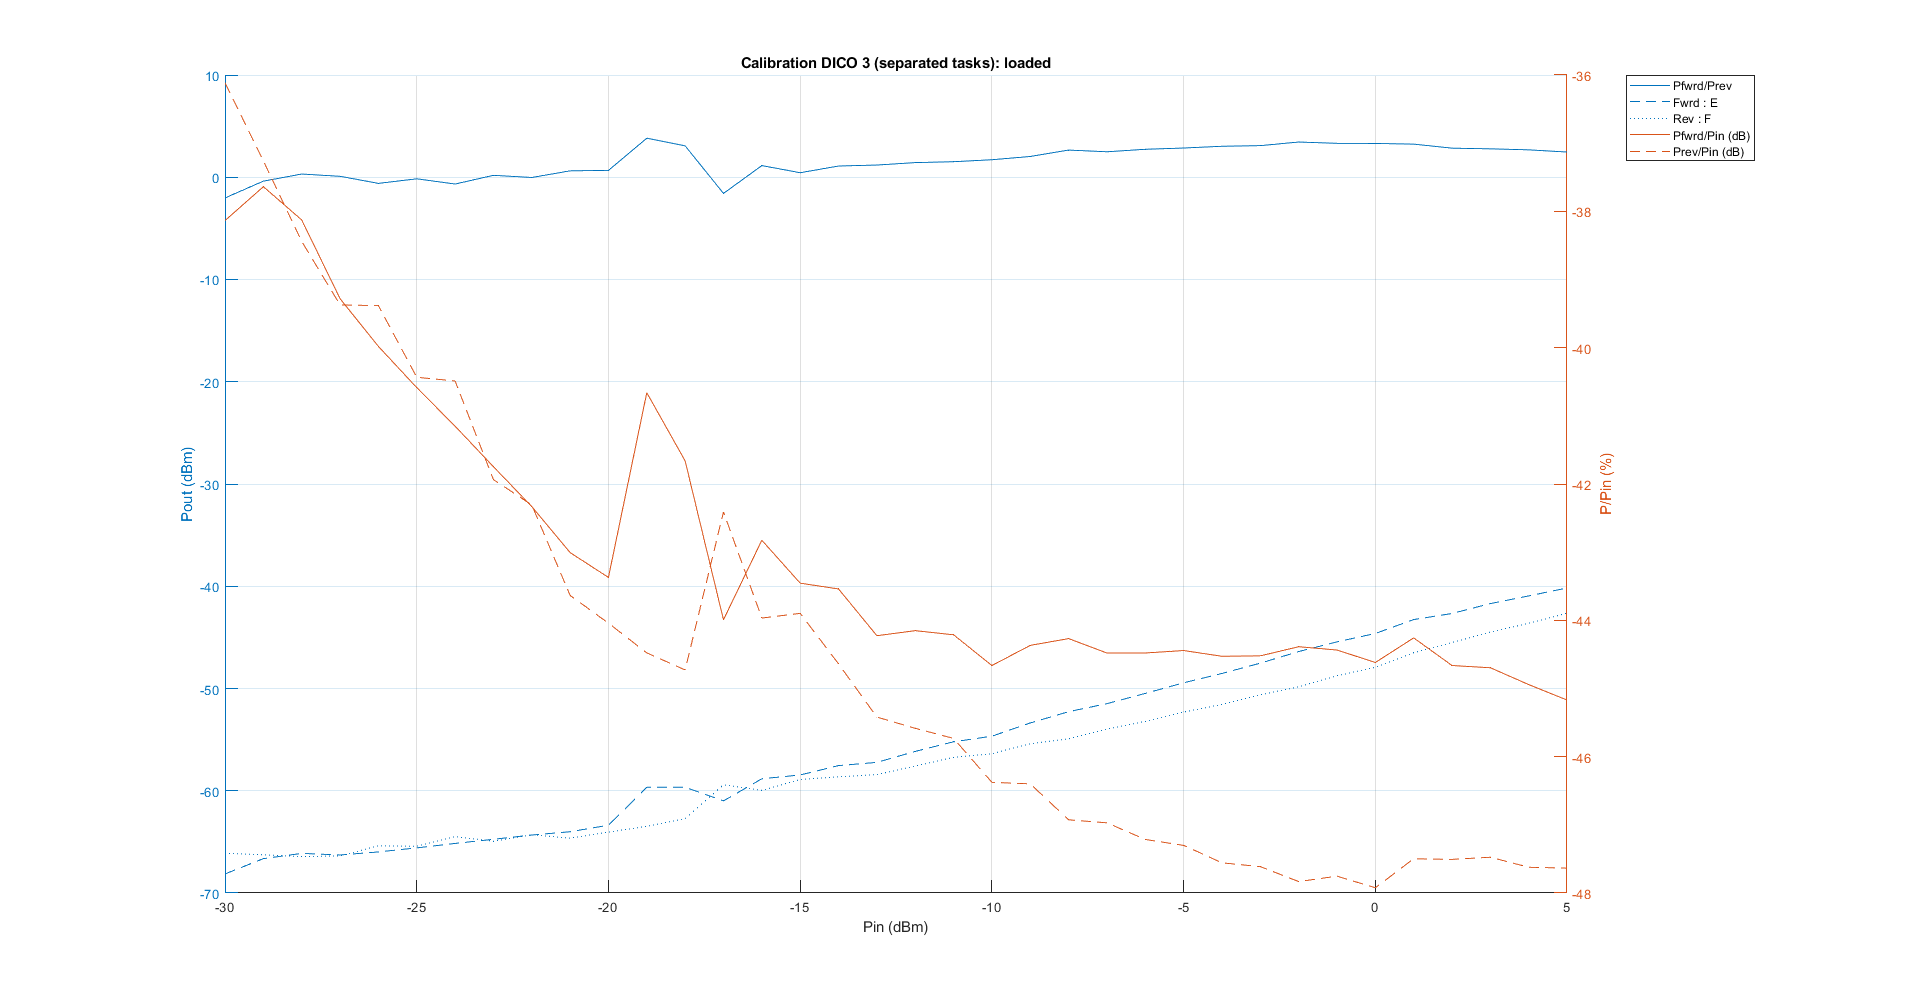 Calibration DICO 3 (separated tasks): loaded
10
0
-10
-20
-30
-40
-50
-60
-70
Pout (dBm)
-36
-38
-40
-42
-44
-46
-48
P/Pin (%)
Pfwrd/Prev
Fwrd : E
Rev : F
Pfwrd/Pin (dB)
Prev/Pin (dB)
-30 -25 -20 -15 -10 -5 0 5
Pin (dBm)